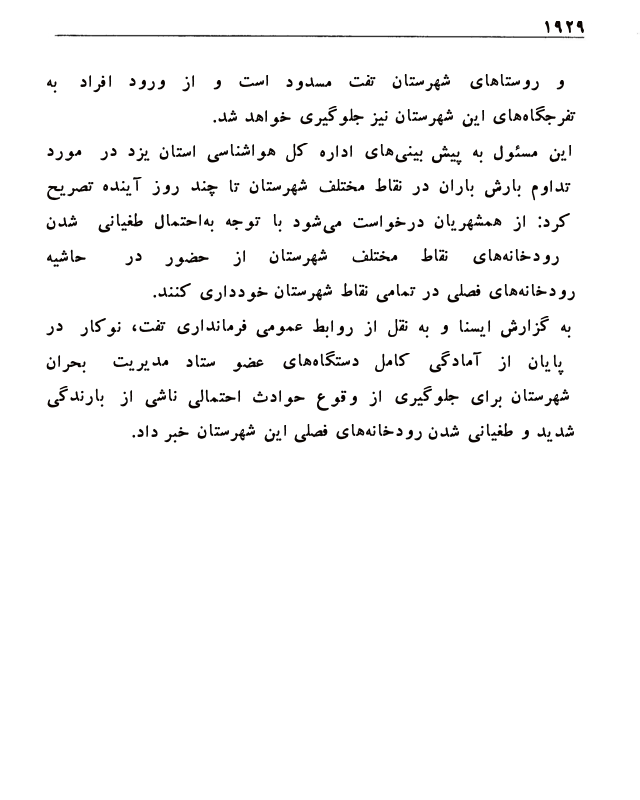 ۱۹۲۹
و روستاهای شهرستان تفت مسدود است و از ورود افراد به
تفرجگاه‌های این شهرستان نیز جلوگیری خواهد شد.
این مسئول به پیش بینی‌های اداره کل هواشناسی استان یزد در مورد
تداوم بارش باران در نقاط مختلف شهرستان تا چند روز آینده تصریح
کرد: از همشهریان درخواست می‌شود با توجه به‌احتمال طغیانی شدن
رودخانه‌های نقاط مختلف شهرستان از حضور در حاشیه
رودخانه‌های فصلی در تمامی نقاط شهرستان خودداری کنند.
به گزارش ایسنا و به نقل از روابط عمومی فرمانداری تفت، نوکار در
پایان از آمادگی کامل دستگاه‌های عضو ستاد مدیریت بحران
شهرستان برای جلوگیری از وقوع حوادث احتمالی ناشی از بارندگی
شدید و طغیانی شدن رودخانه‌های فصلی این شهرستان خبر داد.